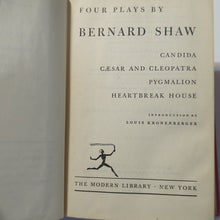 FOUR PLAYS BY
BERNARD SHAW
CANDIDA
CÆSAR AND CLEOPATRA
PYGMALION
HEARTBREAK HOUSE
INTRODUCTION BY
LOUIS KRONENBERGER
THE MODERN LIBRARY · NEW YORK